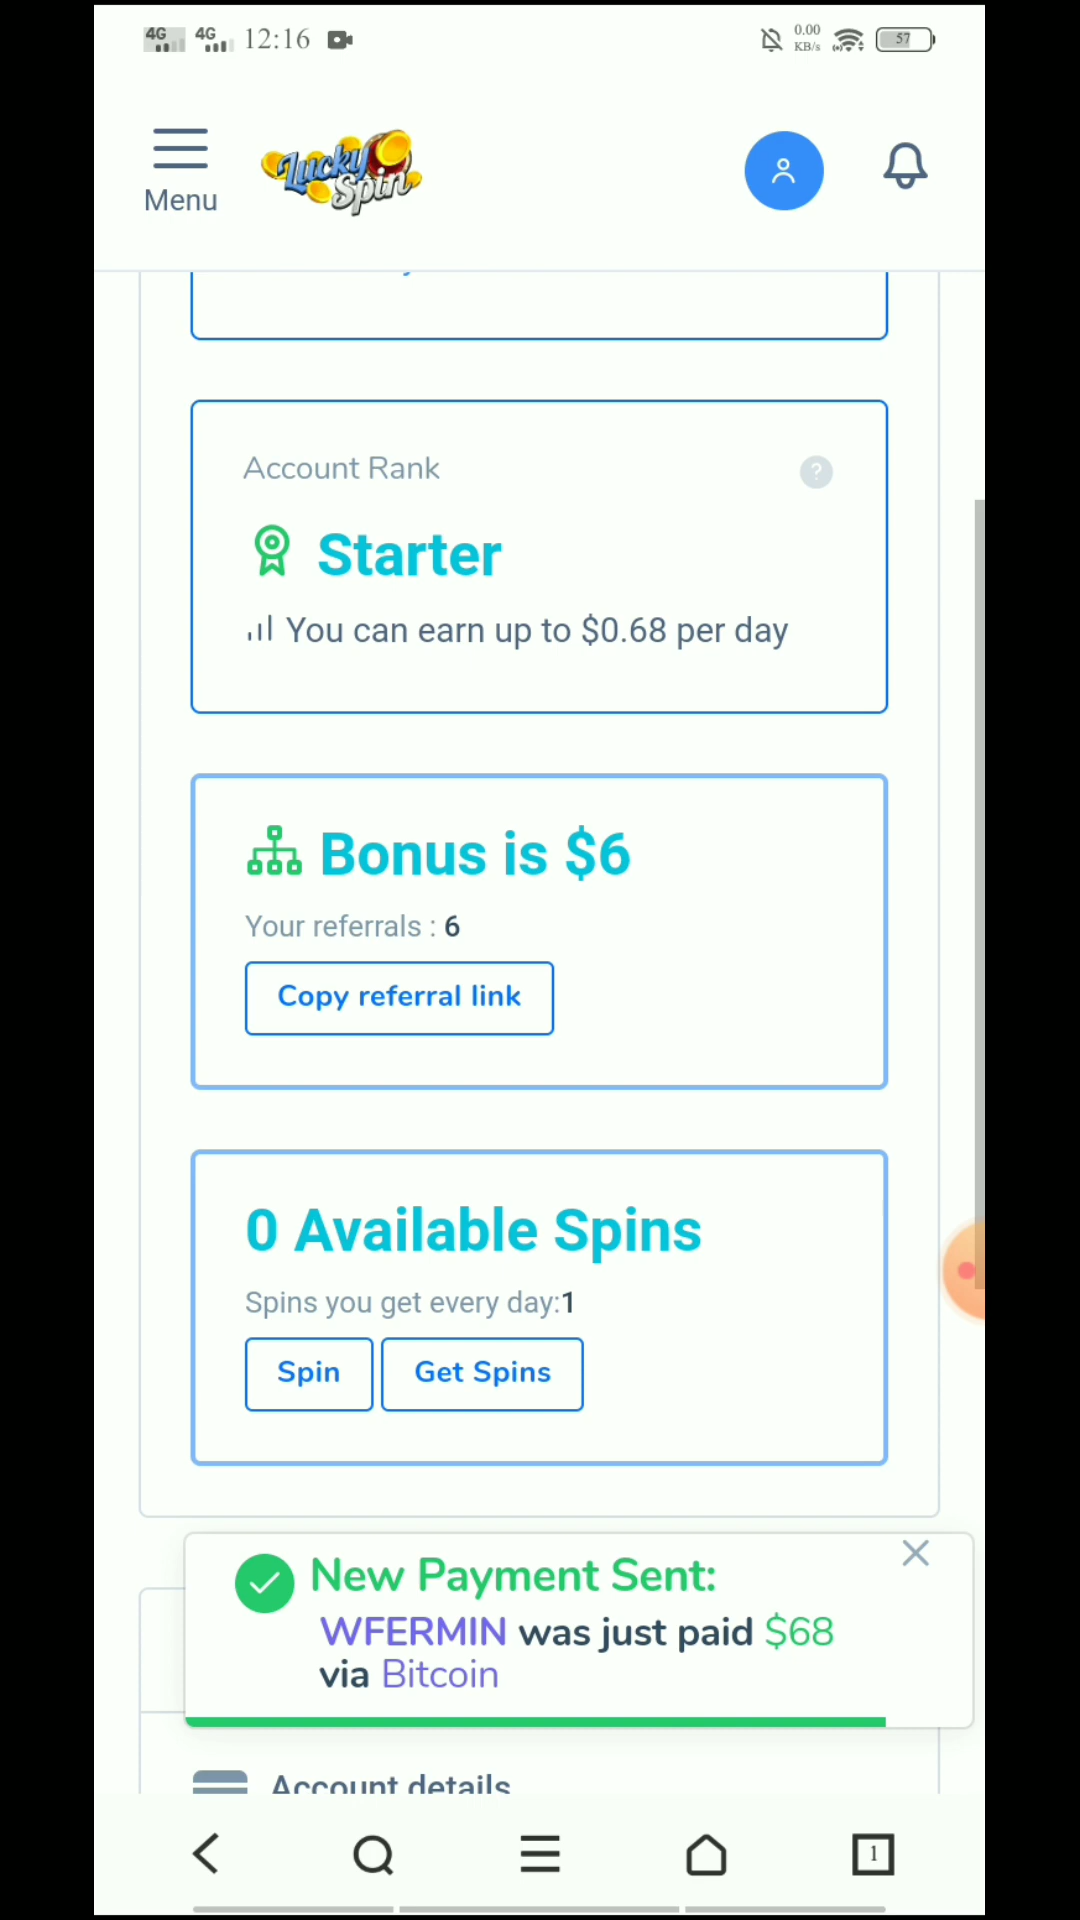 4G 4G 12:16 0.00 KB/s 57
Menu
Lucky Spin
Account Rank ?
Starter
You can earn up to $0.68 per day
Bonus is $6
Your referrals : 6
Copy referral link
0 Available Spins
Spins you get every day:1
Spin Get Spins
New Payment Sent:
WFERMIN was just paid $68
via Bitcoin
Account details
1